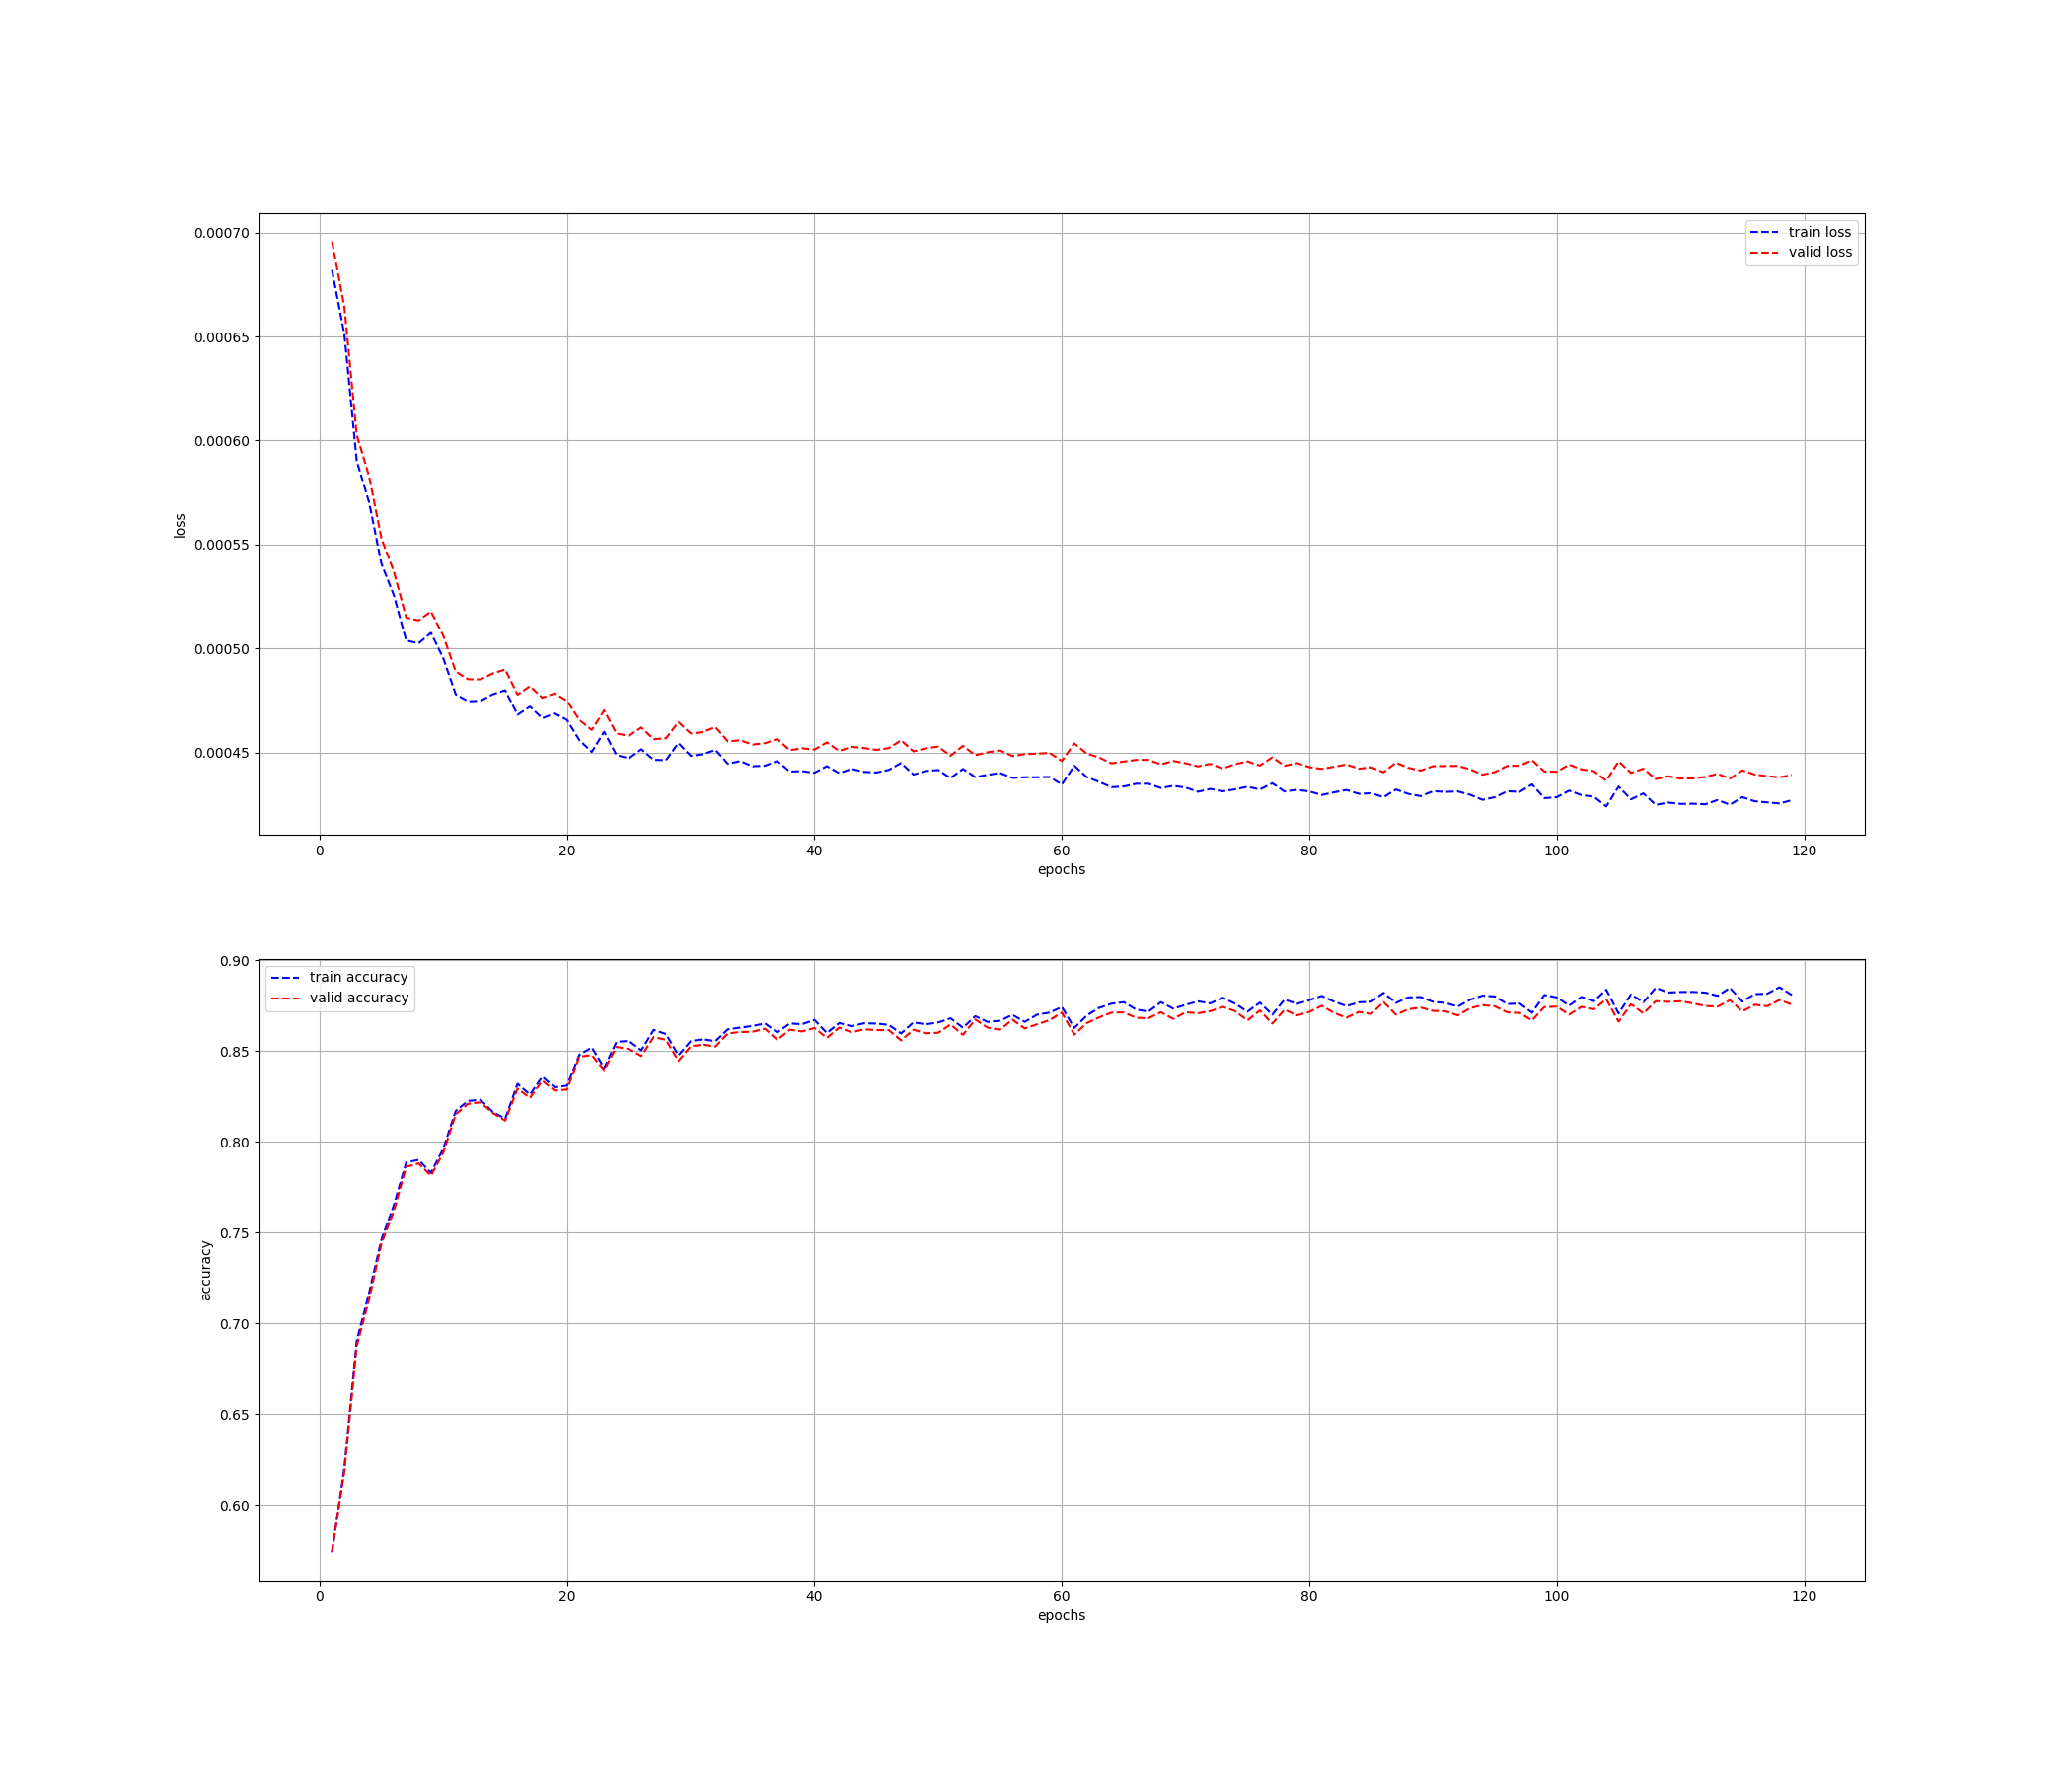 0.00070
0.00065
0.00060
0.00055
0.00050
0.00045
loss
train loss
valid loss
0 20 40 60 80 100 120
epochs
0.90
0.85
0.80
0.75
0.70
0.65
0.60
accuracy
train accuracy
valid accuracy
0 20 40 60 80 100 120
epochs